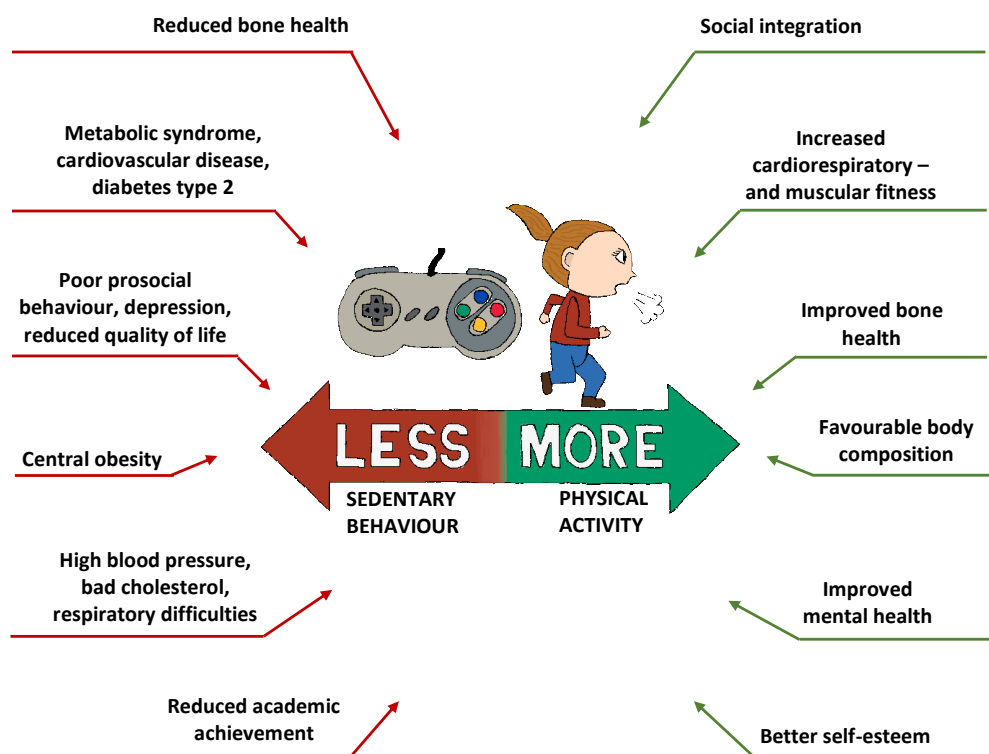 Reduced bone health
Metabolic syndrome,
cardiovascular disease,
diabetes type 2
Poor prosocial
behaviour, depression,
reduced quality of life
Central obesity
High blood pressure,
bad cholesterol,
respiratory difficulties
Reduced academic
achievement
LESS
SEDENTARY
BEHAVIOUR
MORE
PHYSICAL
ACTIVITY
Social integration
Increased
cardiorespiratory –
and muscular fitness
Improved bone
health
Favourable body
composition
Improved
mental health
Better self-esteem